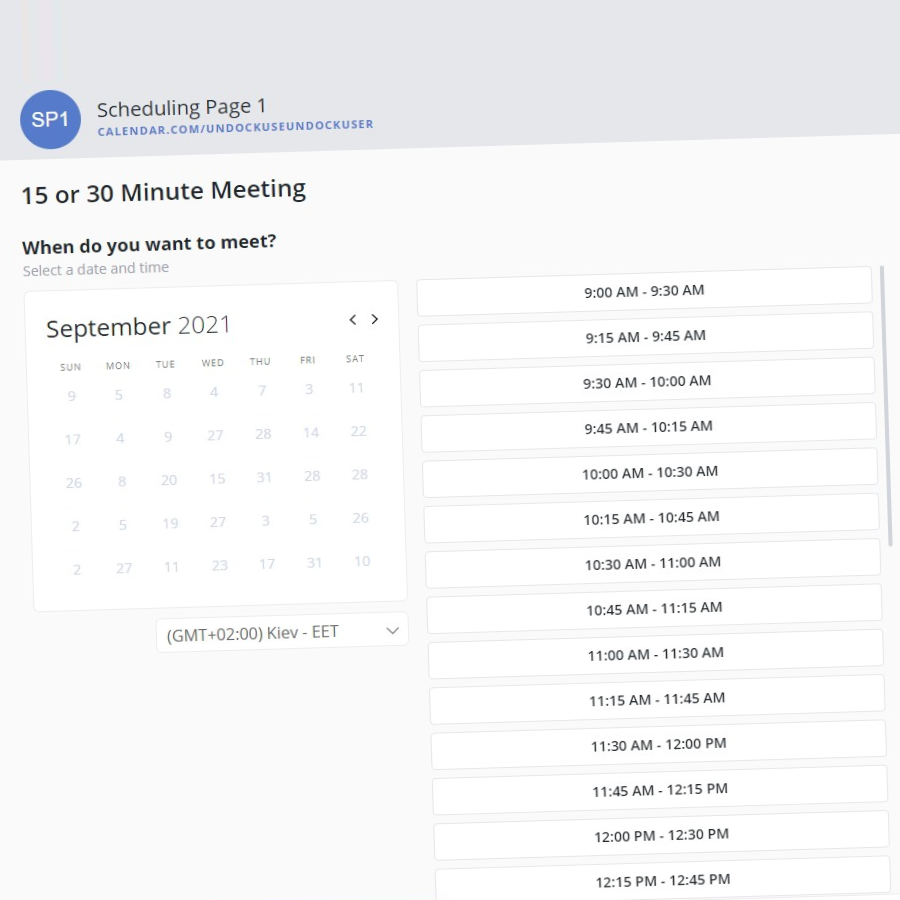 SP1
Scheduling Page 1
CALENDAR.COM/UNDOCKUSEUNDOCKUSER
15 or 30 Minute Meeting
When do you want to meet?
Select a date and time
September 2021
SUN MON TUE WED THU FRI SAT
9 5 8 4 7 3 11
17 4 9 27 28 14 22
26 8 20 15 31 28 28
2 5 19 27 3 5 26
2 27 11 23 17 31 10
(GMT+02:00) Kiev - EET
9:00 AM - 9:30 AM
9:15 AM - 9:45 AM
9:30 AM - 10:00 AM
9:45 AM - 10:15 AM
10:00 AM - 10:30 AM
10:15 AM - 10:45 AM
10:30 AM - 11:00 AM
10:45 AM - 11:15 AM
11:00 AM - 11:30 AM
11:15 AM - 11:45 AM
11:30 AM - 12:00 PM
11:45 AM - 12:15 PM
12:00 PM - 12:30 PM
12:15 PM - 12:45 PM